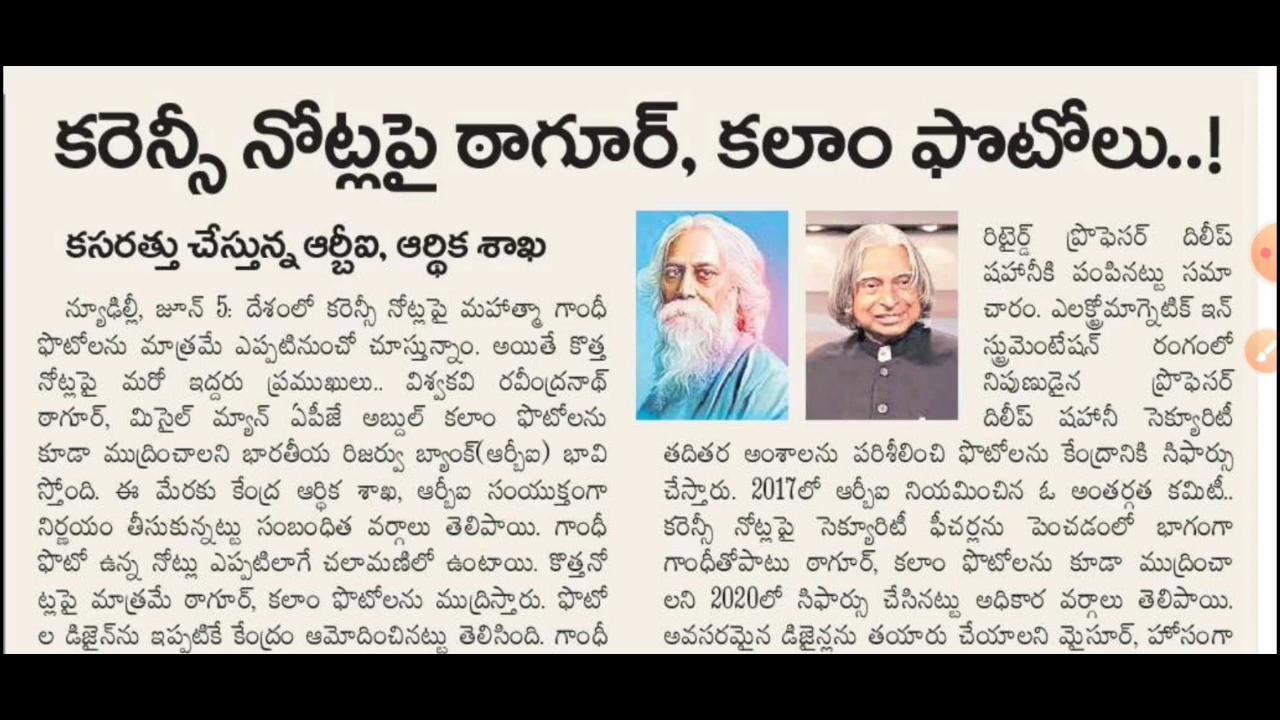 కరెన్సీ నోట్లపై ఠాగూర్, కలాం ఫొటోలు..!
కసరత్తు చేస్తున్న ఆర్బీఐ, ఆర్థిక శాఖ
న్యూఢిల్లీ, జూన్ 5: దేశంలో కరెన్సీ నోట్లపై మహాత్మా గాంధీ
ఫొటోలను మాత్రమే ఎప్పటినుంచో చూస్తున్నాం. అయితే కొత్త
నోట్లపై మరో ఇద్దరు ప్రముఖులు.. విశ్వకవి రవీంద్రనాథ్
ఠాగూర్, మిసైల్ మ్యాన్ ఏపీజే అబ్దుల్ కలాం ఫొటోలను
కూడా ముద్రించాలని భారతీయ రిజర్వు బ్యాంక్(ఆర్బీఐ) భావి
స్తోంది. ఈ మేరకు కేంద్ర ఆర్థిక శాఖ, ఆర్బీఐ సంయుక్తంగా
నిర్ణయం తీసుకున్నట్టు సంబంధిత వర్గాలు తెలిపాయి. గాంధీ
ఫొటో ఉన్న నోట్లు ఎప్పటిలాగే చలామణిలో ఉంటాయి. కొత్తనో
ట్లపై మాత్రమే ఠాగూర్, కలాం ఫొటోలను ముద్రిస్తారు. ఫొటో
ల డిజైన్‌ను ఇప్పటికే కేంద్రం ఆమోదించినట్టు తెలిసింది. గాంధీ
రిటైర్డ్ ప్రొఫెసర్ దిలీప్
షహానీకి పంపినట్టు సమా
చారం. ఎలక్ట్రోమాగ్నెటిక్ ఇన్
స్ట్రుమెంటేషన్ రంగంలో
నిపుణుడైన ప్రొఫెసర్
దిలీప్ షహానీ సెక్యూరిటీ
తదితర అంశాలను పరిశీలించి ఫొటోలను కేంద్రానికి సిఫార్సు
చేస్తారు. 2017లో ఆర్బీఐ నియమించిన ఓ అంతర్గత కమిటీ..
కరెన్సీ నోట్లపై సెక్యూరిటీ ఫీచర్లను పెంచడంలో భాగంగా
గాంధీతోపాటు ఠాగూర్, కలాం ఫొటోలను కూడా ముద్రించా
లని 2020లో సిఫార్సు చేసినట్టు అధికార వర్గాలు తెలిపాయి.
అవసరమైన డిజైన్లను తయారు చేయాలని మైసూర్, హోసంగా